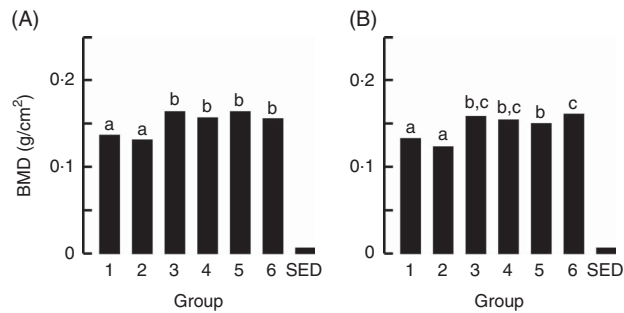 (A)
BMD (g/cm²)
0·2
0·1
0
a a b b b b
1 2 3 4 5 6 SED
Group
(B)
0·2
0·1
0
a a b,c b,c b c
1 2 3 4 5 6 SED
Group